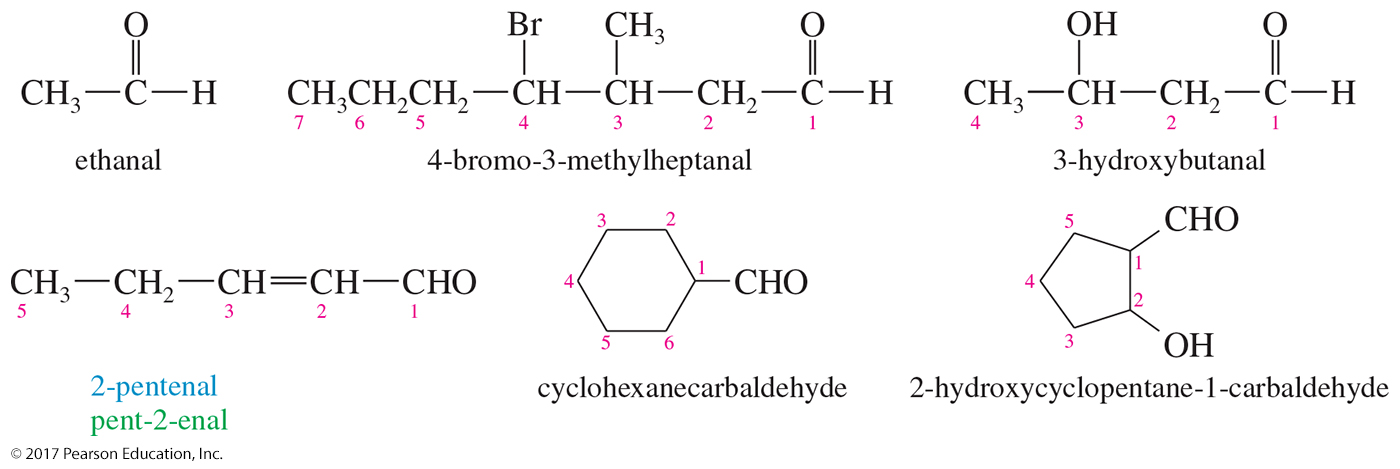 O Br CH₃ O OH O
CH₃—C—H CH₃CH₂CH₂—CH—CH—CH₂—C—H CH₃—CH—CH₂—C—H
7 6 5 4 3 2 1 4 3 2 1
ethanal 4-bromo-3-methylheptanal 3-hydroxybutanal
3 2 5 CHO
4 1 4 1
CH₃—CH₂—CH=CH—CHO CHO 2
5 4 3 2 1 5 6 3 OH
2-pentenal cyclohexanecarbaldehyde 2-hydroxycyclopentane-1-carbaldehyde
pent-2-enal
© 2017 Pearson Education, Inc.